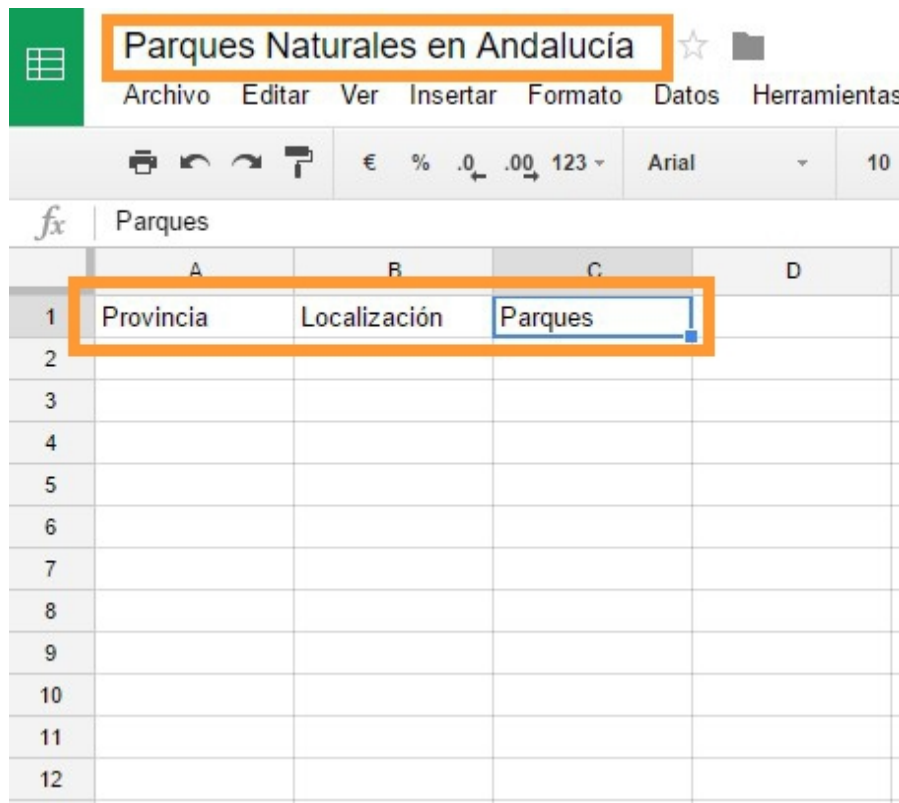 Parques Naturales en Andalucía
Archivo Editar Ver Insertar Formato Datos Herramientas
€ % .0 .00 123 Arial 10
fx Parques
A B C D
1 Provincia Localización Parques
2
3
4
5
6
7
8
9
10
11
12